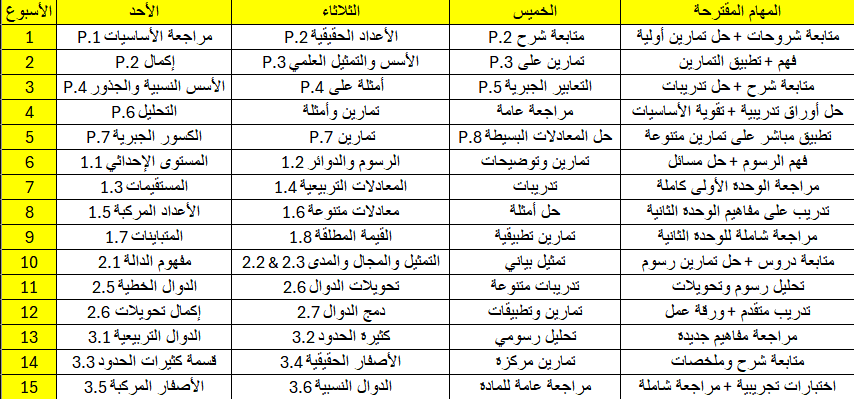 الأسبوع الأحد الثلاثاء الخميس المهام المقترحة
1 مراجعة الأساسيات P.1 الأعداد الحقيقية P.2 متابعة شرح P.2 متابعة شروحات + حل تمارين أولية
2 إكمال P.2 الأسس والتمثيل العلمي P.3 تمارين على P.3 فهم + تطبيق التمارين
3 الأسس النسبية والجذور P.4 أمثلة على P.4 التعابير الجبرية P.5 متابعة شرح + حل تدريبات
4 التحليل P.6 تمارين وأمثلة مراجعة عامة حل أوراق تدريبية + تقوية الأساسيات
5 الكسور الجبرية P.7 تمارين P.7 حل المعادلات البسيطة P.8 تطبيق مباشر على تمارين متنوعة
6 المستوى الإحداثي 1.1 الرسوم والدوائر 1.2 تمارين وتوضيحات فهم الرسوم + حل مسائل
7 المستقيمات 1.3 المعادلات التربيعية 1.4 تدريبات مراجعة الوحدة الأولى كاملة
8 الأعداد المركبة 1.5 معادلات متنوعة 1.6 حل أمثلة تدريب على مفاهيم الوحدة الثانية
9 المتباينات 1.7 القيمة المطلقة 1.8 تمارين تطبيقية مراجعة شاملة للوحدة الثانية
10 مفهوم الدالة 2.1 التمثيل والمجال والمدى 2.3 & 2.2 تمثيل بياني متابعة دروس + حل تمارين رسوم
11 الدوال الخطية 2.5 تحويلات الدوال 2.6 تدريبات متنوعة تحليل رسوم وتحويلات
12 إكمال تحويلات 2.6 دمج الدوال 2.7 تمارين وتطبيقات تدريب متقدم + ورقة عمل
13 الدوال التربيعية 3.1 كثيرة الحدود 3.2 تحليل رسومي مراجعة مفاهيم جديدة
14 قسمة كثيرات الحدود 3.3 الأصفار الحقيقية 3.4 تمارين مركزة متابعة شرح وملخصات
15 الأصفار المركبة 3.5 الدوال النسبية 3.6 مراجعة عامة للمادة اختبارات تجريبية + مراجعة شاملة